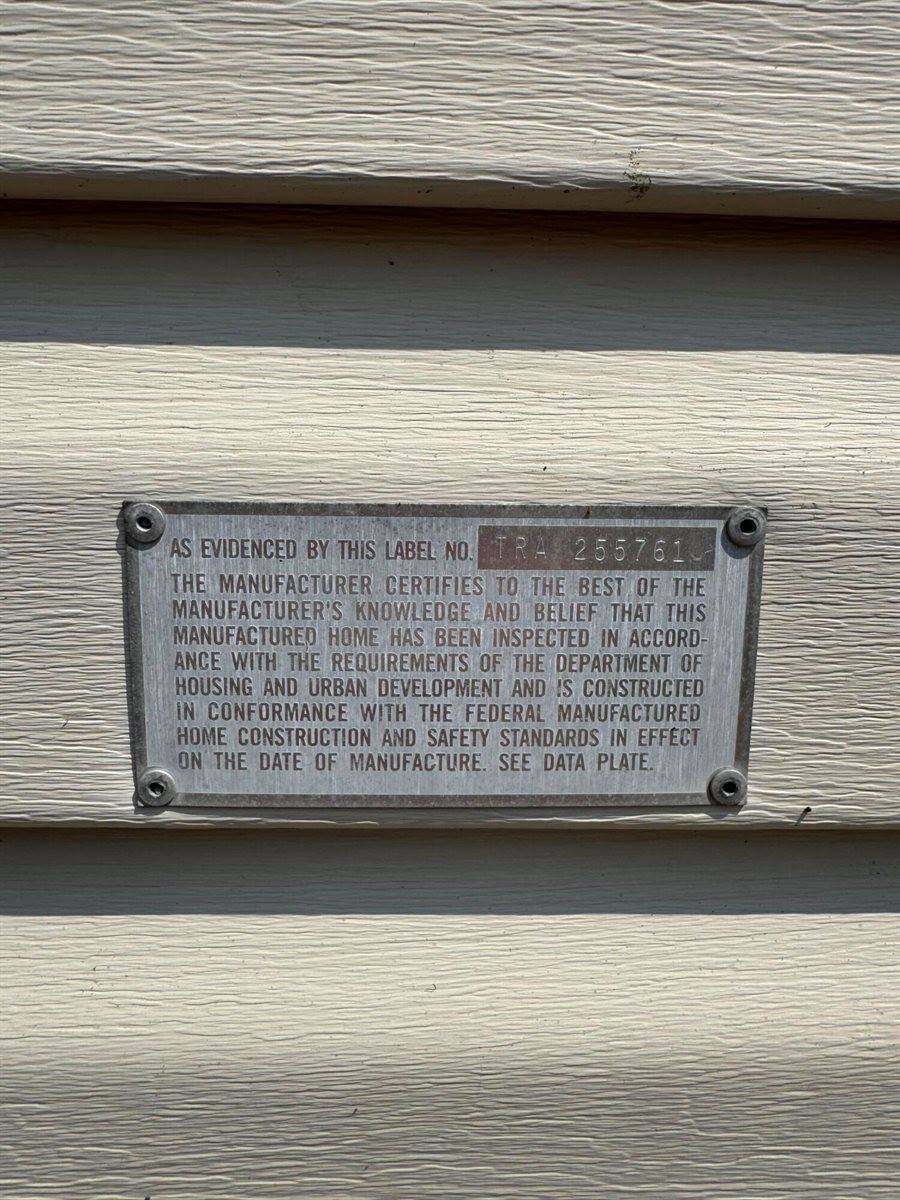 AS EVIDENCED BY THIS LABEL NO. TRA 255761
THE MANUFACTURER CERTIFIES TO THE BEST OF THE
MANUFACTURER'S KNOWLEDGE AND BELIEF THAT THIS
MANUFACTURED HOME HAS BEEN INSPECTED IN ACCORD-
ANCE WITH THE REQUIREMENTS OF THE DEPARTMENT OF
HOUSING AND URBAN DEVELOPMENT AND IS CONSTRUCTED
IN CONFORMANCE WITH THE FEDERAL MANUFACTURED
HOME CONSTRUCTION AND SAFETY STANDARDS IN EFFECT
ON THE DATE OF MANUFACTURE. SEE DATA PLATE.